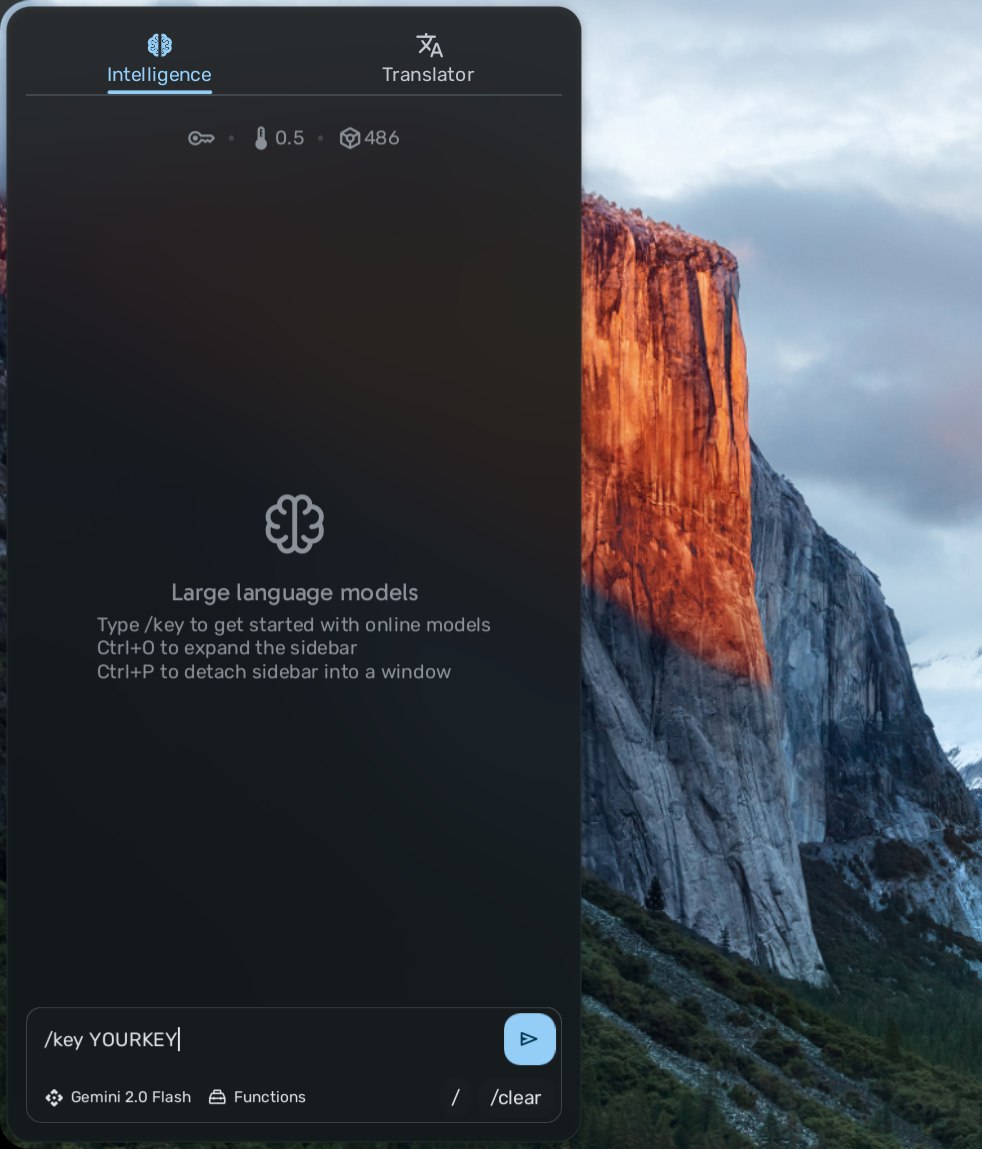 Intelligence
Translator
0.5 • 486
Large language models
Type /key to get started with online models
Ctrl+O to expand the sidebar
Ctrl+P to detach sidebar into a window
/key YOURKEY
Gemini 2.0 Flash Functions / /clear